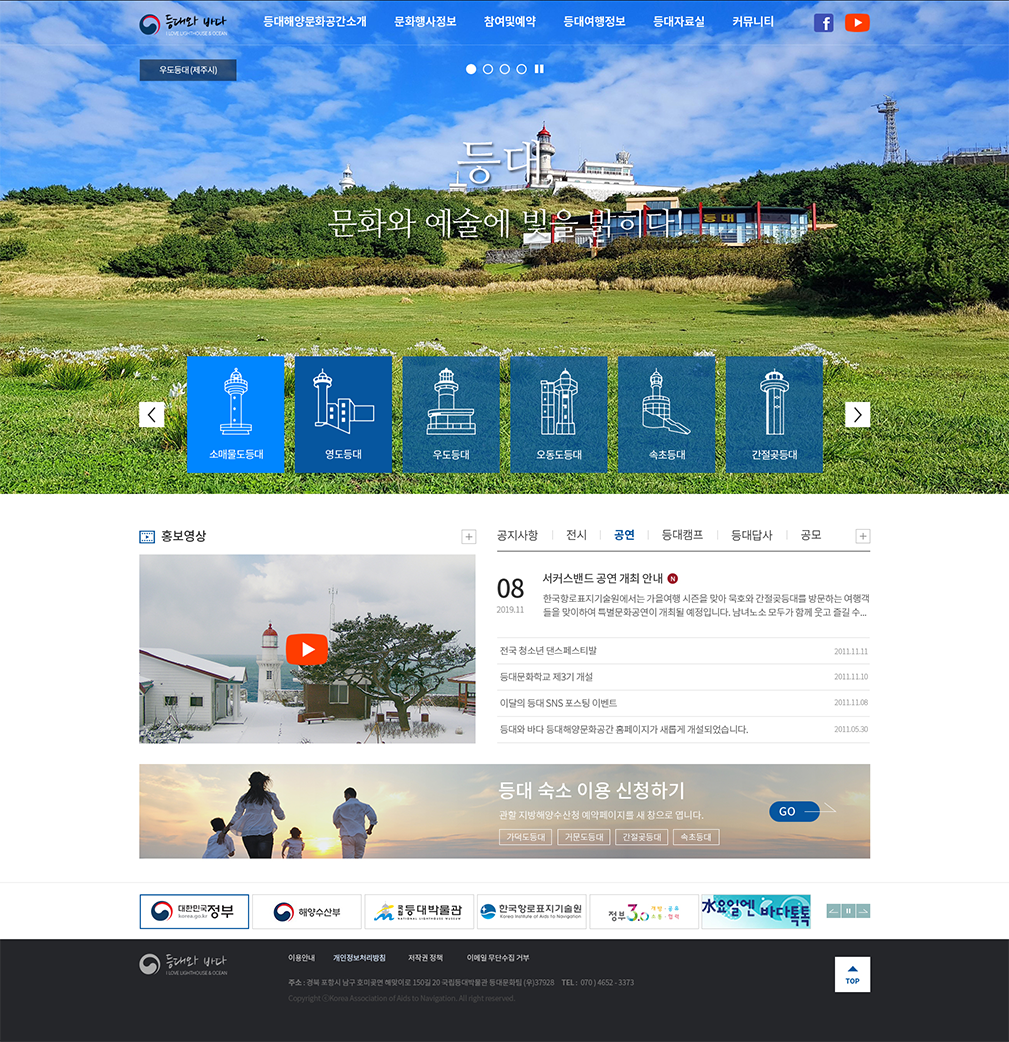 등대와 바다
I LOVE LIGHTHOUSE & OCEAN
등대해양문화공간소개 문화행사정보 참여및예약 등대여행정보 등대자료실 커뮤니티
우도등대 (제주시)
등대
문화와 예술에 빛을 밝히다!
등대
소매물도등대 영도등대 우도등대 오동도등대 속초등대 간절곶등대
홍보영상
공지사항 전시 공연 등대캠프 등대답사 공모
08
2019.11
서커스밴드 공연 개최 안내 N
한국항로표지기술원에서는 가을여행 시즌을 맞아 묵호와 간절곶등대를 방문하는 여행객
들을 맞이하여 특별문화공연이 개최될 예정입니다. 남녀노소 모두가 함께 웃고 즐길 수...
전국 청소년 댄스페스티발 2011.11.11
등대문화학교 제3기 개설 2011.11.10
이달의 등대 SNS 포스팅 이벤트 2011.11.08
등대와 바다 등대해양문화공간 홈페이지가 새롭게 개설되었습니다. 2011.05.30
등대 숙소 이용 신청하기
관할 지방해양수산청 예약페이지를 새 창으로 엽니다.
가덕도등대 거문도등대 간절곶등대 속초등대
GO
대한민국정부
korea.go.kr
해양수산부
국립등대박물관
NATIONAL LIGHTHOUSE MUSEUM
한국항로표지기술원
Korea Institute of Aids to Navigation
정부3.0
개방·공유
소통·협력
水요일엔 바다톡톡
등대와 바다
I LOVE LIGHTHOUSE & OCEAN
이용안내 개인정보처리방침 저작권 정책 이메일 무단수집 거부
주소 : 경북 포항시 남구 호미곶면 해맞이로 150길 20 국립등대박물관 등대문화팀 (우)37928 TEL : 070 ) 4652 - 3373
Copyright ⓒKorea Association of Aids to Navigation. All right reserved.
TOP